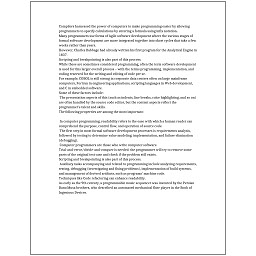 Compilers harnessed the power of computers to make programming easier by allowing
programmers to specify calculations by entering a formula using infix notation.
Many programmers use forms of Agile software development where the various stages of
formal software development are more integrated together into short cycles that take a few
weeks rather than years.
However, Charles Babbage had already written his first program for the Analytical Engine in
1837.
Scripting and breakpointing is also part of this process.
While these are sometimes considered programming, often the term software development
is used for this larger overall process – with the terms programming, implementation, and
coding reserved for the writing and editing of code per se.
For example, COBOL is still strong in corporate data centers often on large mainframe
computers, Fortran in engineering applications, scripting languages in Web development,
and C in embedded software.
Some of these factors include:
The presentation aspects of this (such as indents, line breaks, color highlighting, and so on)
are often handled by the source code editor, but the content aspects reflect the
programmer's talent and skills.
The following properties are among the most important:

In computer programming, readability refers to the ease with which a human reader can
comprehend the purpose, control flow, and operation of source code.
The first step in most formal software development processes is requirements analysis,
followed by testing to determine value modeling, implementation, and failure elimination
(debugging).
Computer programmers are those who write computer software.
Trial-and-error/divide-and-conquer is needed: the programmer will try to remove some
parts of the original test case and check if the problem still exists.
Scripting and breakpointing is also part of this process.
Auxiliary tasks accompanying and related to programming include analyzing requirements,
testing, debugging (investigating and fixing problems), implementation of build systems,
and management of derived artifacts, such as programs' machine code.
Techniques like Code refactoring can enhance readability.
As early as the 9th century, a programmable music sequencer was invented by the Persian
Banu Musa brothers, who described an automated mechanical flute player in the Book of
Ingenious Devices.